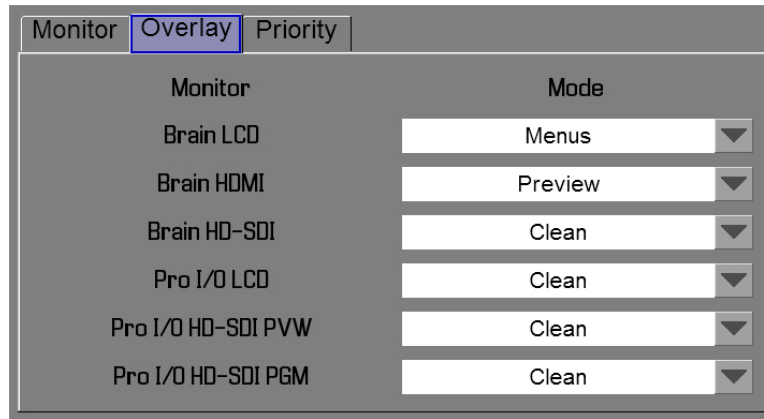 Monitor Overlay Priority
Monitor Mode
Brain LCD Menus
Brain HDMI Preview
Brain HD-SDI Clean
Pro I/O LCD Clean
Pro I/O HD-SDI PVW Clean
Pro I/O HD-SDI PGM Clean